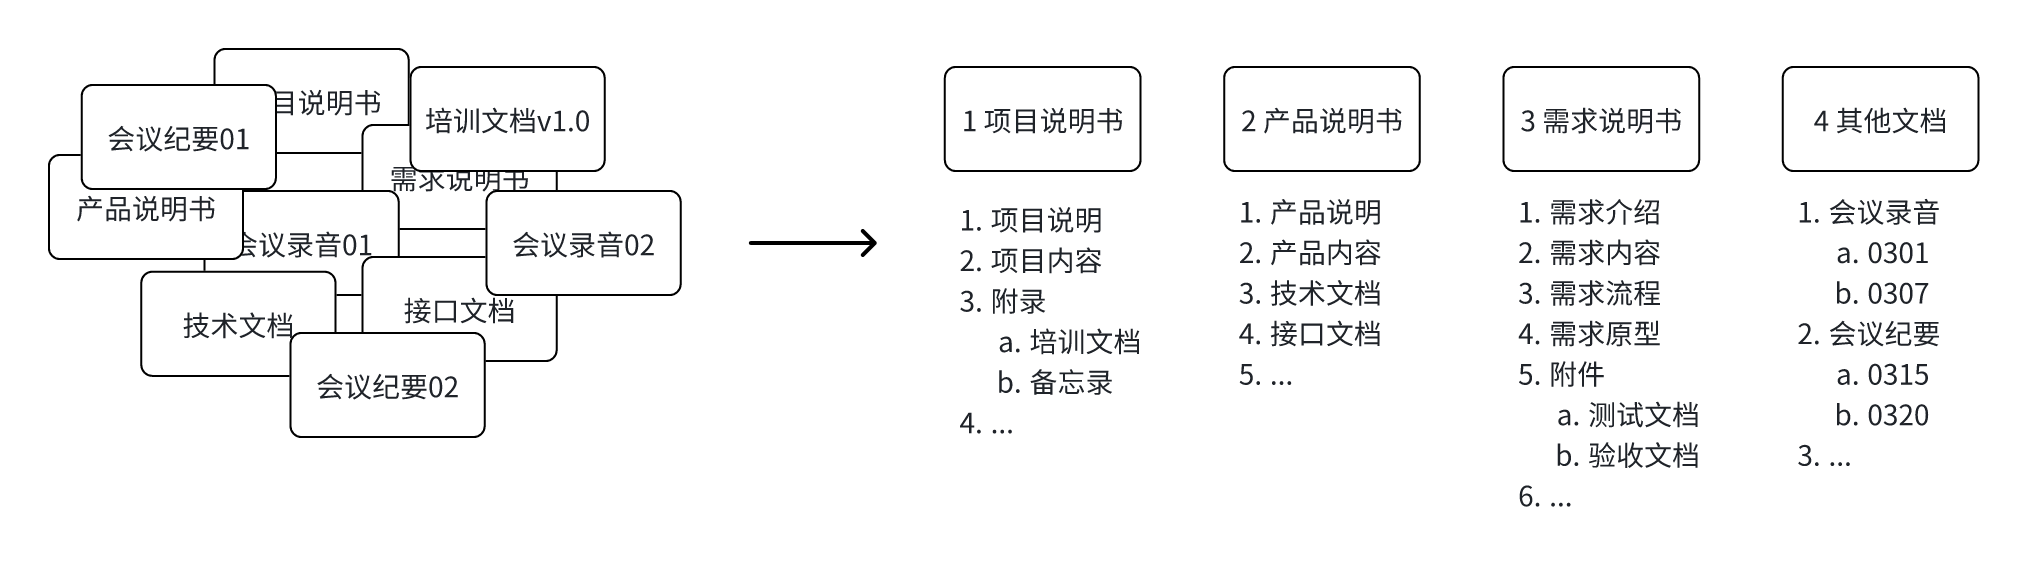 目说明书
培训文档v1.0
会议纪要01
需求说明书
产品说明书
会议录音01
会议录音02
接口文档
技术文档
会议纪要02
1 项目说明书
1. 项目说明
2. 项目内容
3. 附录
a. 培训文档
b. 备忘录
4. ...
2 产品说明书
1. 产品说明
2. 产品内容
3. 技术文档
4. 接口文档
5. ...
3 需求说明书
1. 需求介绍
2. 需求内容
3. 需求流程
4. 需求原型
5. 附件
a. 测试文档
b. 验收文档
6. ...
4 其他文档
1. 会议录音
a. 0301
b. 0307
2. 会议纪要
a. 0315
b. 0320
3. ...